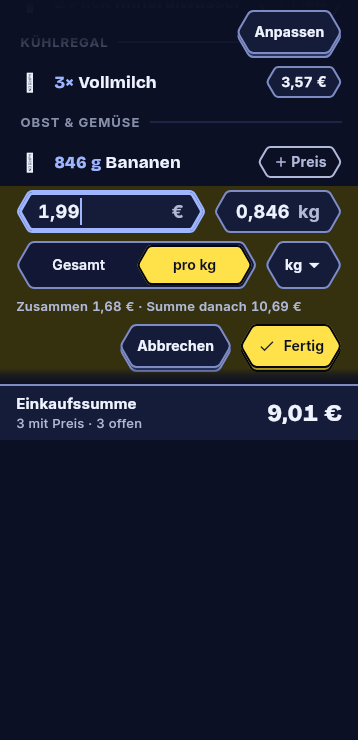 Anpassen
KÜHLREGAL
3× Vollmilch
3,57 €
OBST & GEMÜSE
846 g Bananen
+ Preis
1,99 €
0,846 kg
Gesamt
pro kg
kg
Zusammen 1,68 € · Summe danach 10,69 €
Abbrechen
Fertig
Einkaufssumme
9,01 €
3 mit Preis · 3 offen